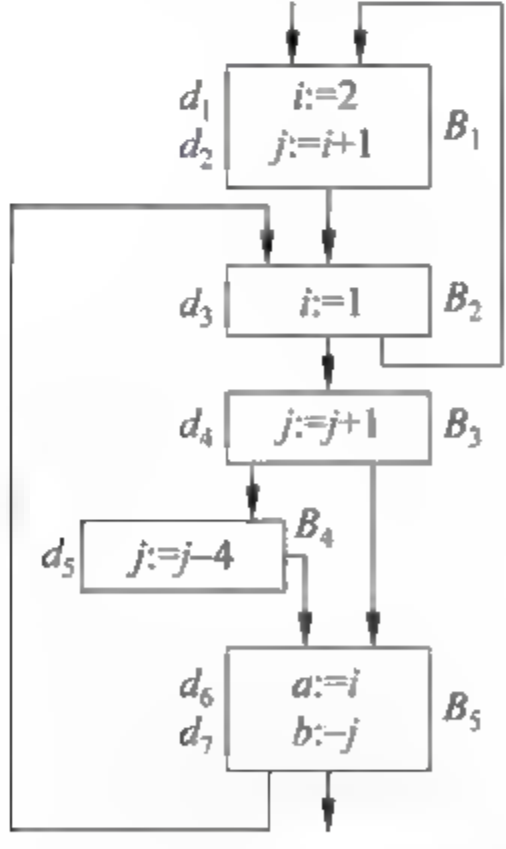 d₁ i:=2
d₂ j:=i+1 B₁
d₃ i:=1 B₂
d₄ j:=j+1 B₃
B₄
d₅ j:=j–4
d₆ a:=i
d₇ b:–j B₅